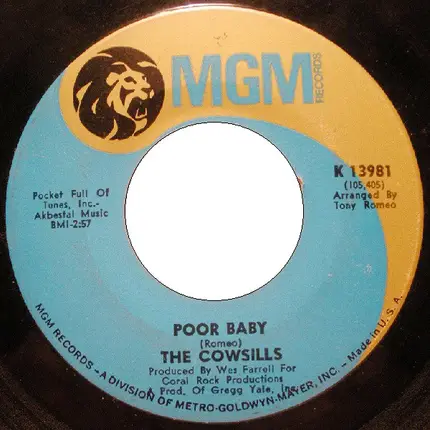 MGM
RECORDS
K 13981
(105,405)
Arranged By
Tony Romeo
Pocket Full Of
Tunes, Inc.-
Akbestal Music
BMI-2:57
POOR BABY
(Romeo)
THE COWSILLS
Produced By Wes Farrell For
Coral Rock Productions
Prod. Of Gregg Yale, Inc.
MGM RECORDS - A DIVISION OF METRO-GOLDWYN-MAYER, INC. - Made in U.S.A.